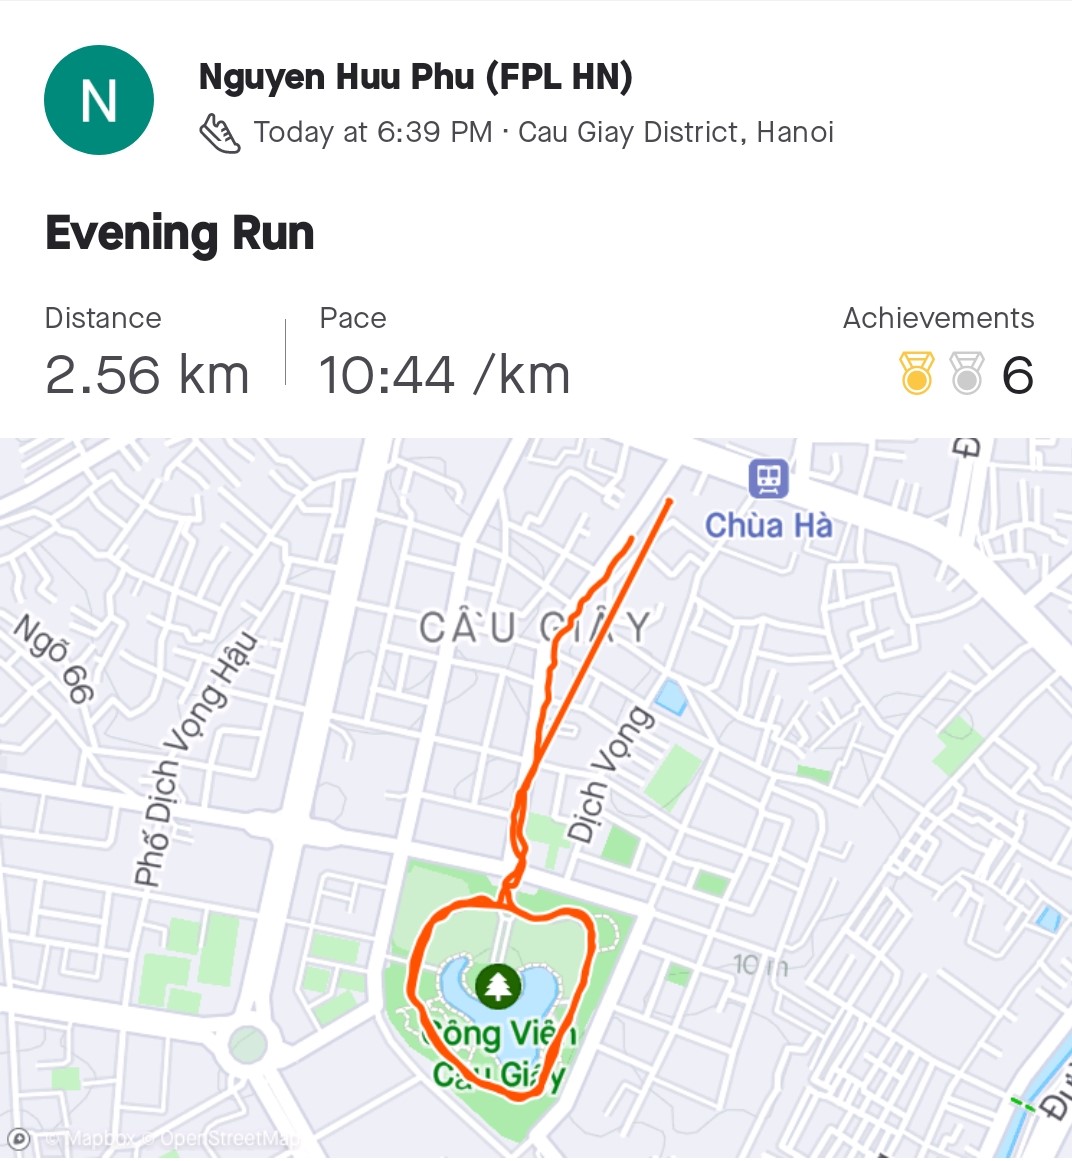 N
Nguyen Huu Phu (FPL HN)
Today at 6:39 PM · Cau Giay District, Hanoi
Evening Run
Distance
Pace
Achievements
2.56 km
10:44 /km
6
Chùa Hà
CẦU GIẤY
Ngõ 66
Phố Dịch Vọng Hậu
Dịch Vọng
10 m
Công Viên
Cầu Giấy
© Mapbox © OpenStreetMap